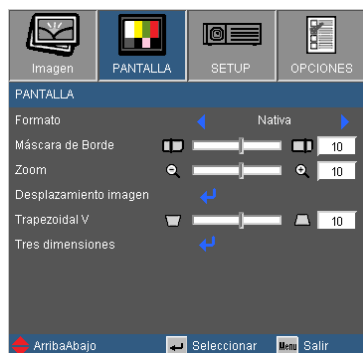 Imagen PANTALLA SETUP OPCIONES
PANTALLA
Formato Nativa
Máscara de Borde 10
Zoom 10
Desplazamiento imagen
Trapezoidal V 10
Tres dimensiones
ArribaAbajo Seleccionar Menu Salir